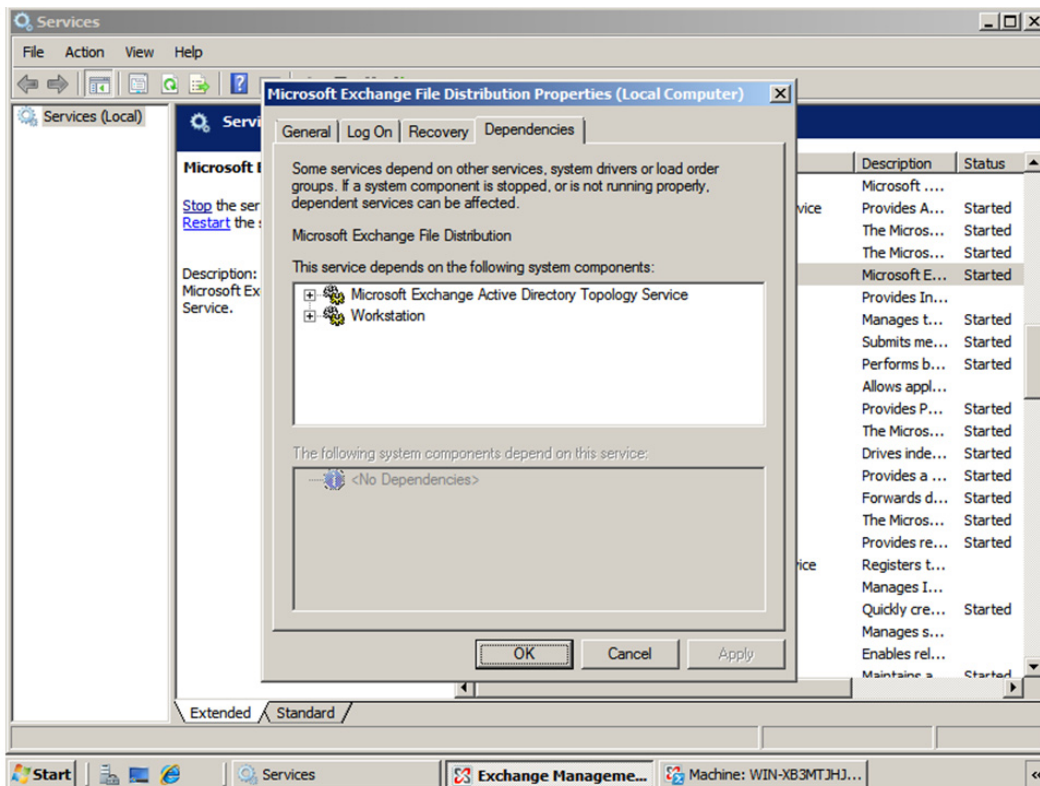 Services
File Action View Help
Services (Local)
Servi
Microsoft Exchange File Distribution Properties (Local Computer)
General Log On Recovery Dependencies
Some services depend on other services, system drivers or load order
groups. If a system component is stopped, or is not running properly,
dependent services can be affected.
Microsoft Exchange File Distribution
This service depends on the following system components:
Microsoft Exchange Active Directory Topology Service
Workstation
The following system components depend on this service:
<No Dependencies>
OK Cancel Apply
Stop the ser
Restart the
Description:
Microsoft Ex
Service.
Description Status
Microsoft ....
vice Provides A... Started
The Micros... Started
The Micros... Started
Microsoft E... Started
Provides In...
Manages t... Started
Submits me... Started
Performs b... Started
Allows appl...
Provides P... Started
The Micros... Started
Drives inde... Started
Provides a ... Started
Forwards d... Started
The Micros... Started
Provides re... Started
ice Registers t...
Manages I...
Quickly cre... Started
Manages s...
Enables rel...
Maintains a Started
Extended Standard
Start Services Exchange Manageme... Machine: WIN-XB3MTJHJ...